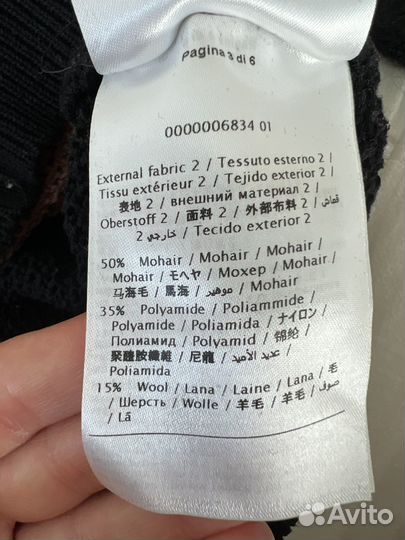 Pagina 3 di 6
0000006834 01
External fabric 2 / Tessuto esterno 2 /
Tissu extérieur 2 / Tejido exterior 2 /
表地 2 / внешний материал 2 /
Oberstoff 2 / 面料 2 / 外部布料 2 / قماش
خارجي 2 / Tecido exterior 2
50% Mohair / Mohair / Mohair /
Mohair / モヘヤ / Мохер / Mohair /
马海毛 / 馬海 / موهير / Mohair
35% Polyamide / Poliammide /
Polyamide / Poliamida / ナイロン /
Полиамид / Polyamid / 锦纶 /
聚醯胺纖維 / 尼龍 / عديد الأميد /
Poliamida
15% Wool / Lana / Laine / Lana / 毛
/ Шерсть / Wolle / 羊毛 / 羊毛 / صوف
/ Lã
Avito